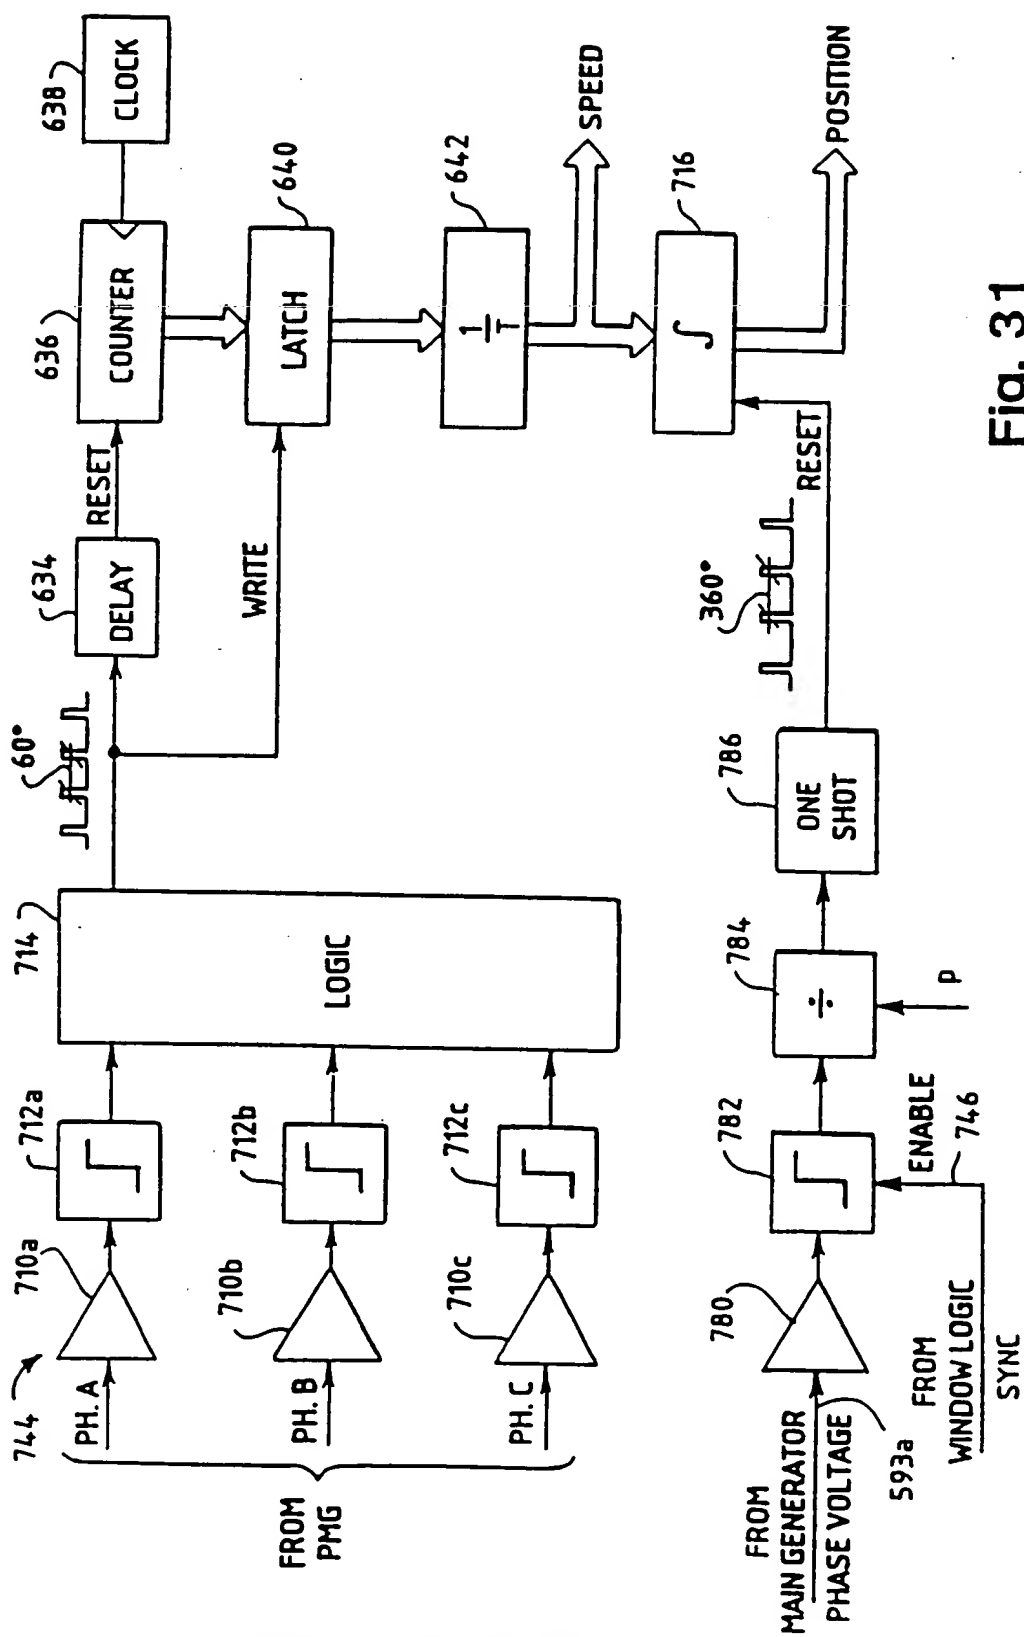 744
FROM
PMG
PH. A
PH. B
PH. C
710a
710b
710c
712a
712b
712c
714
LOGIC
60°
634
DELAY
RESET
WRITE
636
COUNTER
638
CLOCK
640
LATCH
642
1
T
SPEED
716
∫
POSITION
FROM
MAIN GENERATOR
PHASE VOLTAGE
593a
780
FROM
WINDOW LOGIC
SYNC
782
ENABLE
746
784
÷
P
786
ONE
SHOT
360°
RESET
Fig. 31